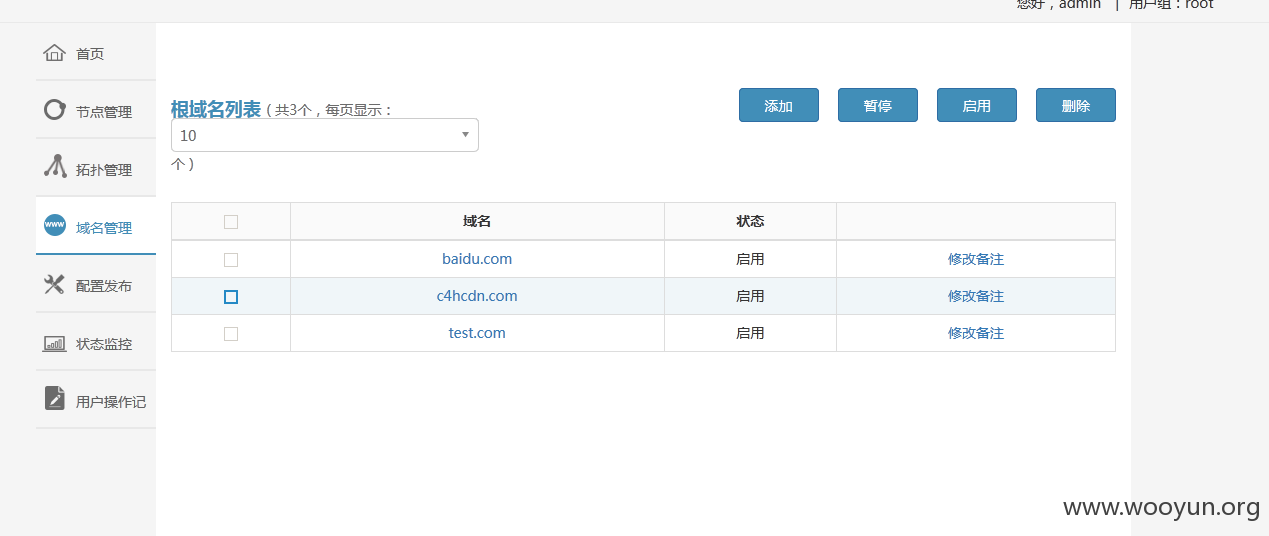 您好，admin | 用户组：root
首页
节点管理
拓扑管理
www
域名管理
配置发布
状态监控
用户操作记
根域名列表 ( 共3个，每页显示：
10
个 )
添加 暂停 启用 删除
域名 状态
baidu.com 启用 修改备注
c4hcdn.com 启用 修改备注
test.com 启用 修改备注
www.wooyun.org